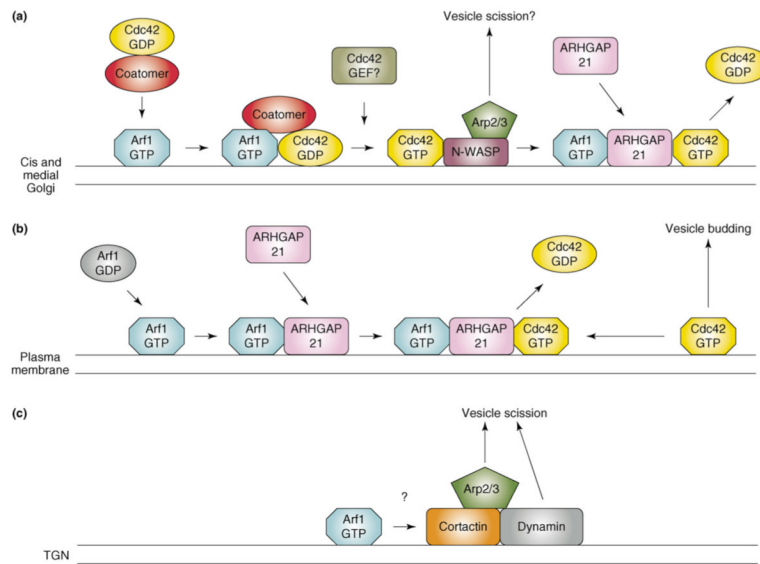 (a)
Cdc42
GDP
Coatomer
Arf1
GTP
Coatomer
Arf1
GTP
Cdc42
GDP
Cdc42
GEF?
Vesicle scission?
Arp2/3
Cdc42
GTP
N-WASP
ARHGAP
21
Arf1
GTP
ARHGAP
21
Cdc42
GTP
Cdc42
GDP
Cis and
medial
Golgi
(b)
Arf1
GDP
Arf1
GTP
ARHGAP
21
Arf1
GTP
ARHGAP
21
Cdc42
GDP
Arf1
GTP
ARHGAP
21
Cdc42
GTP
Vesicle budding
Cdc42
GTP
Plasma
membrane
(c)
Vesicle scission
Arp2/3
?
Arf1
GTP
Cortactin
Dynamin
TGN